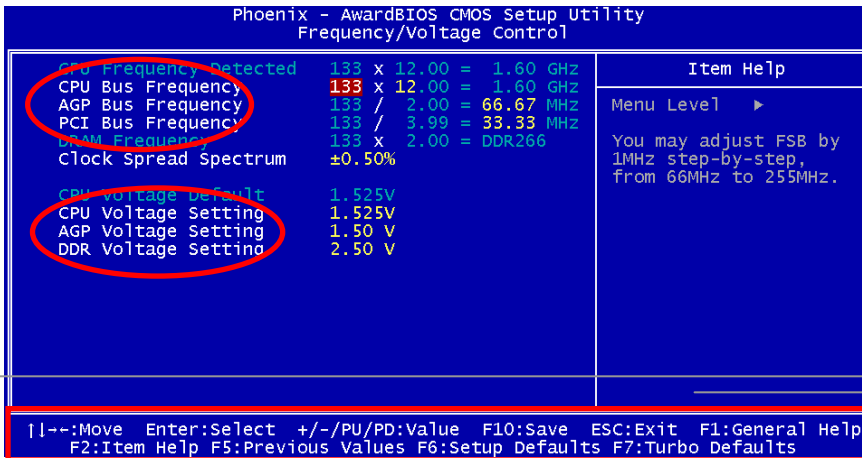 Phoenix - AwardBIOS CMOS Setup Utility
Frequency/Voltage Control
CPU Frequency Detected 133 x 12.00 = 1.60 GHz
CPU Bus Frequency 133 x 12.00 = 1.60 GHz
AGP Bus Frequency 133 / 2.00 = 66.67 MHz
PCI Bus Frequency 133 / 3.99 = 33.33 MHz
DRAM Frequency 133 x 2.00 = DDR266
Clock Spread Spectrum ±0.50%
CPU Voltage Default 1.525V
CPU Voltage Setting 1.525V
AGP Voltage Setting 1.50 V
DDR Voltage Setting 2.50 V
Item Help
Menu Level ▶
You may adjust FSB by
1MHz step-by-step,
from 66MHz to 255MHz.
↑↓→←:Move Enter:Select +/-/PU/PD:Value F10:Save ESC:Exit F1:General Help
F2:Item Help F5:Previous Values F6:Setup Defaults F7:Turbo Defaults